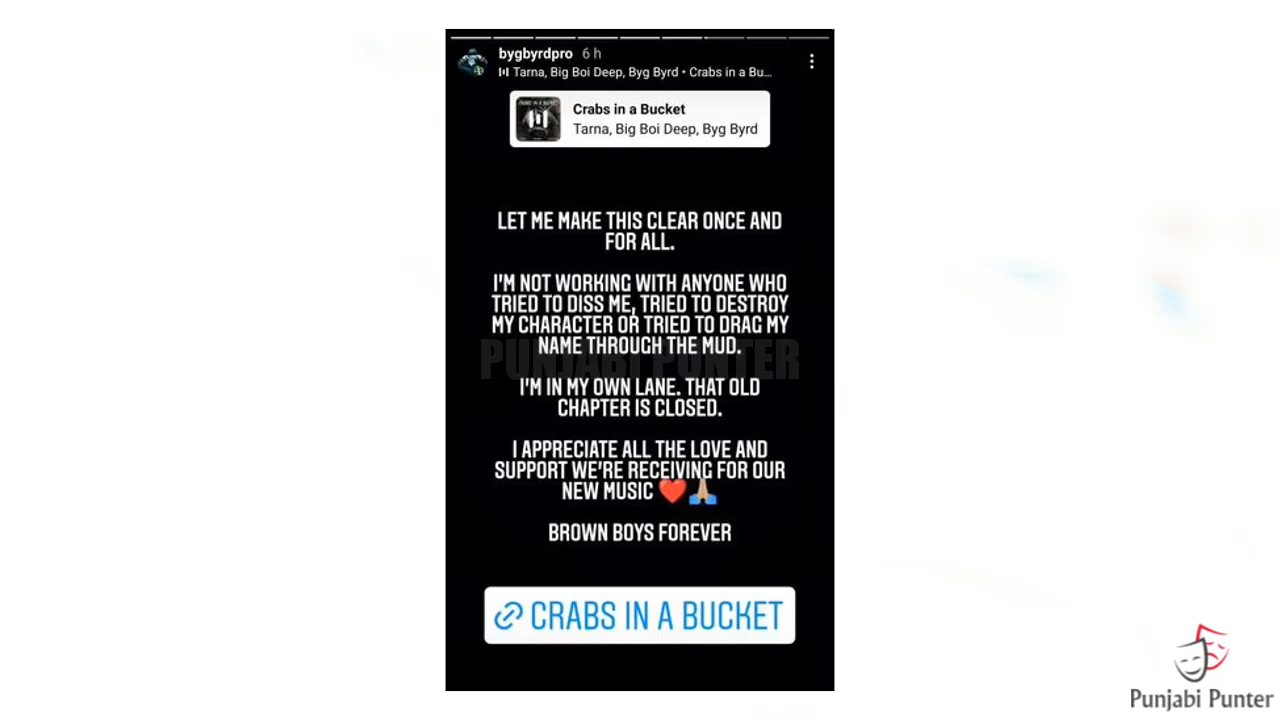 bygbyrdpro 6 h
Tarna, Big Boi Deep, Byg Byrd • Crabs in a Bu...
Crabs in a Bucket
Tarna, Big Boi Deep, Byg Byrd
LET ME MAKE THIS CLEAR ONCE AND
FOR ALL.
I'M NOT WORKING WITH ANYONE WHO
TRIED TO DISS ME, TRIED TO DESTROY
MY CHARACTER OR TRIED TO DRAG MY
NAME THROUGH THE MUD.
PUNJABI PUNTER
I'M IN MY OWN LANE. THAT OLD
CHAPTER IS CLOSED.
I APPRECIATE ALL THE LOVE AND
SUPPORT WE'RE RECEIVING FOR OUR
NEW MUSIC ❤️🙏🏽
BROWN BOYS FOREVER
CRABS IN A BUCKET
Punjabi Punter